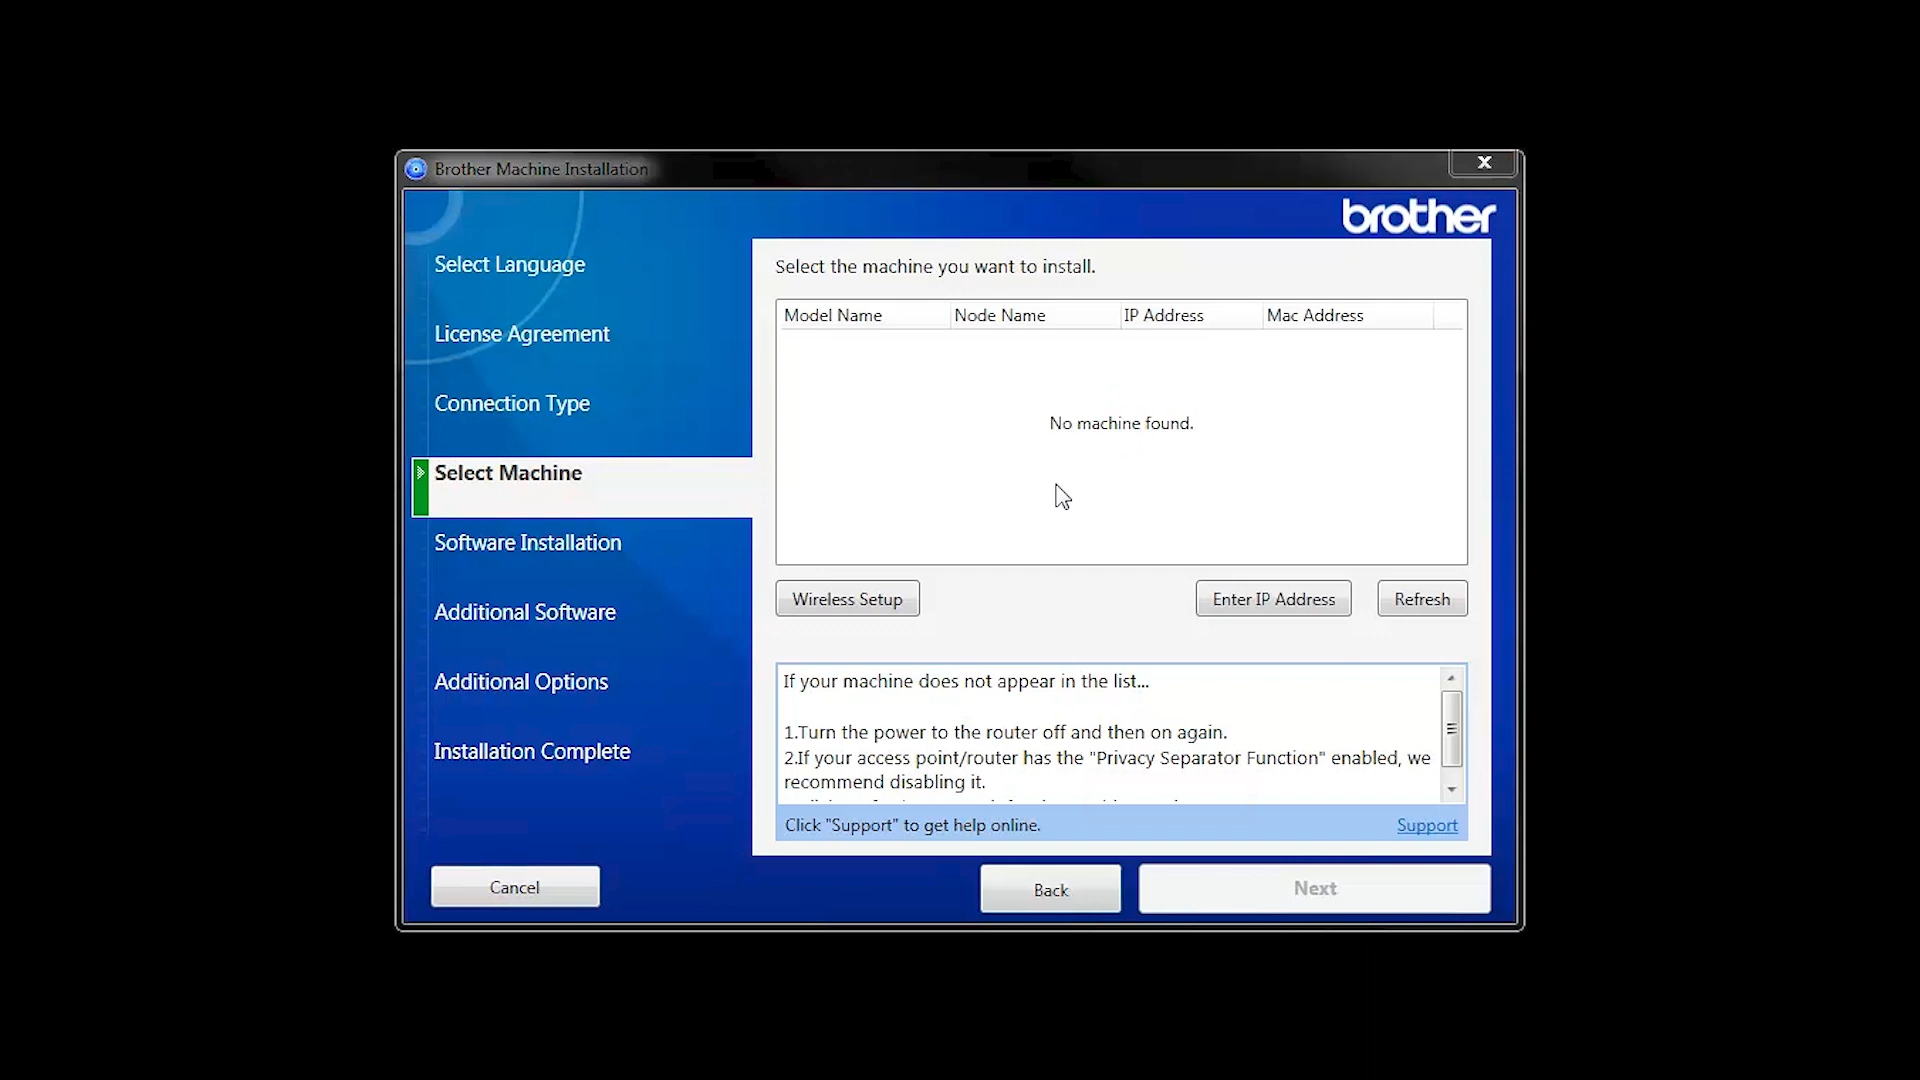 Brother Machine Installation
X
brother
Select Language
License Agreement
Connection Type
Select Machine
Software Installation
Additional Software
Additional Options
Installation Complete
Select the machine you want to install.
Model Name Node Name IP Address Mac Address
No machine found.
Wireless Setup Enter IP Address Refresh
If your machine does not appear in the list...
1.Turn the power to the router off and then on again.
2.If your access point/router has the "Privacy Separator Function" enabled, we
recommend disabling it.
Click "Support" to get help online. Support
Cancel Back Next